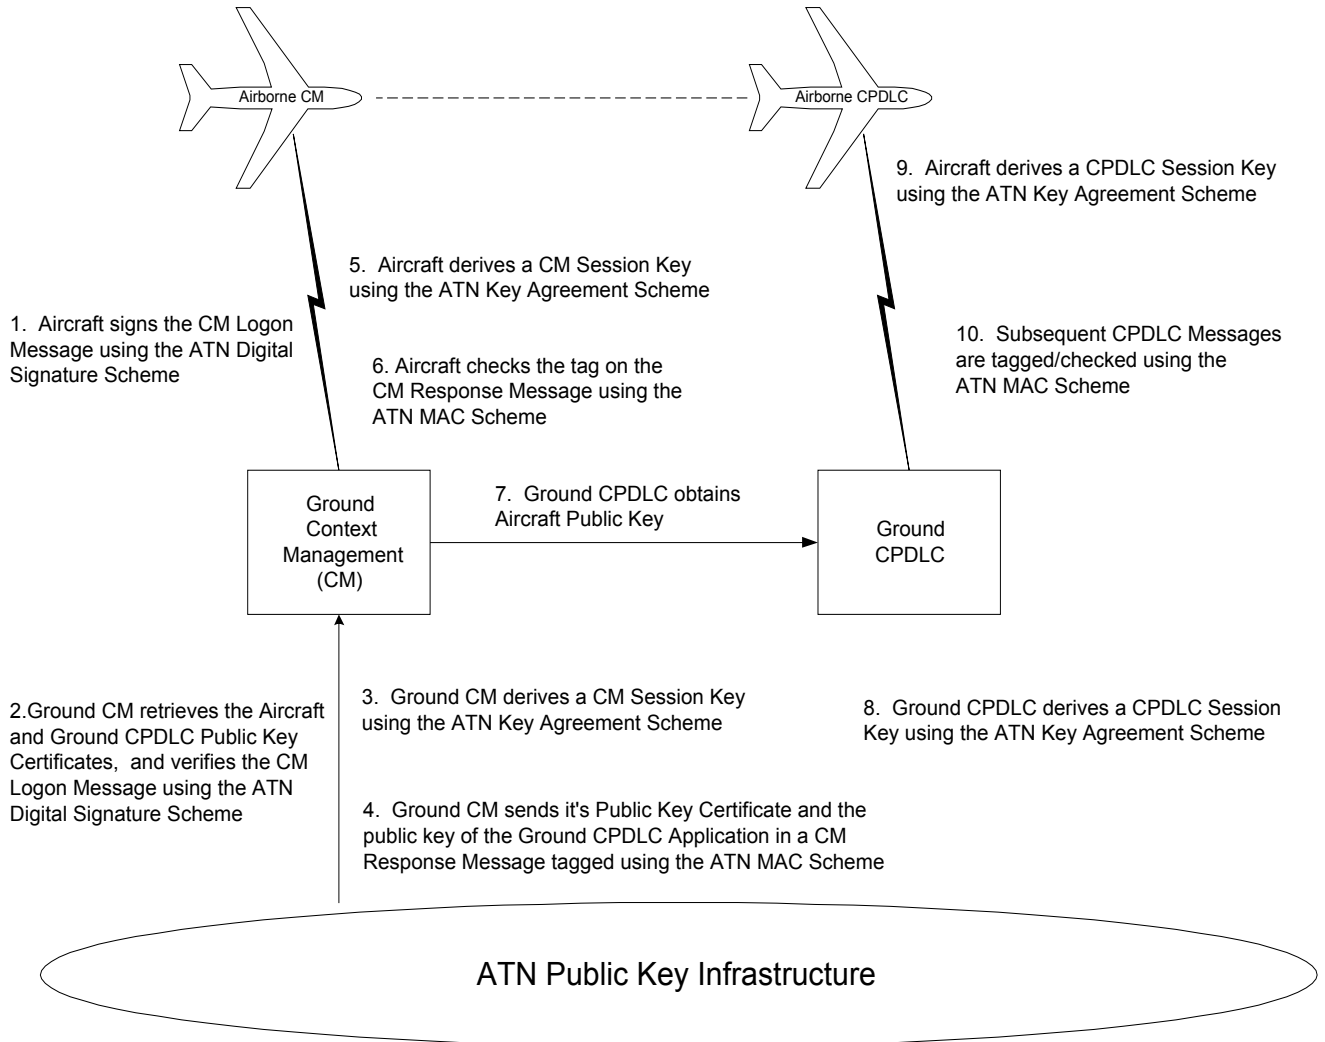 Airborne CM
Airborne CPDLC
9.  Aircraft derives a CPDLC Session Key
using the ATN Key Agreement Scheme
5.  Aircraft derives a CM Session Key
using the ATN Key Agreement Scheme
1.  Aircraft signs the CM Logon
Message using the ATN Digital
Signature Scheme
10.  Subsequent CPDLC Messages
are tagged/checked using the
ATN MAC Scheme
6. Aircraft checks the tag on the
CM Response Message using the
ATN MAC Scheme
7.  Ground CPDLC obtains
Aircraft Public Key
Ground
Context
Management
(CM)
Ground
CPDLC
2.Ground CM retrieves the Aircraft
and Ground CPDLC Public Key
Certificates,  and verifies the CM
Logon Message using the ATN
Digital Signature Scheme
3.  Ground CM derives a CM Session Key
using the ATN Key Agreement Scheme
8.  Ground CPDLC derives a CPDLC Session
Key using the ATN Key Agreement Scheme
4.  Ground CM sends it's Public Key Certificate and the
public key of the Ground CPDLC Application in a CM
Response Message tagged using the ATN MAC Scheme
ATN Public Key Infrastructure